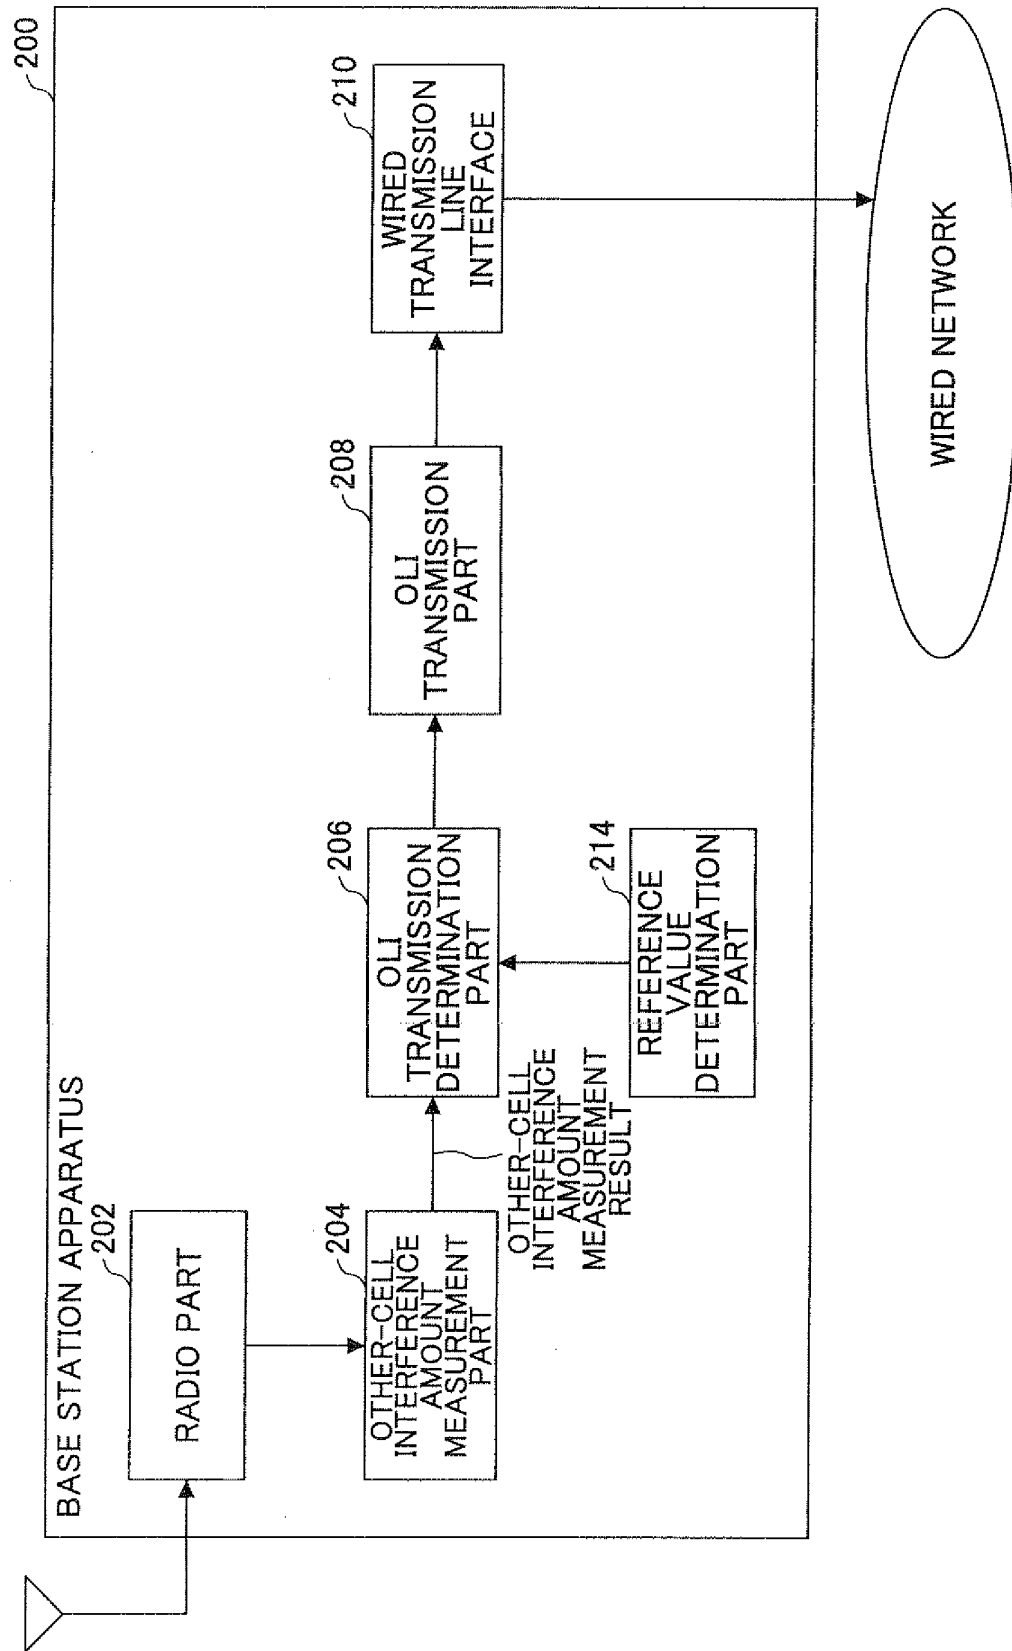 200
BASE STATION APPARATUS
202
RADIO PART
204
OTHER-CELL
INTERFERENCE
AMOUNT
MEASUREMENT
PART
OTHER-CELL
INTERFERENCE
AMOUNT
MEASUREMENT
RESULT
206
OLI
TRANSMISSION
DETERMINATION
PART
214
REFERENCE
VALUE
DETERMINATION
PART
208
OLI
TRANSMISSION
PART
210
WIRED
TRANSMISSION
LINE
INTERFACE
WIRED NETWORK